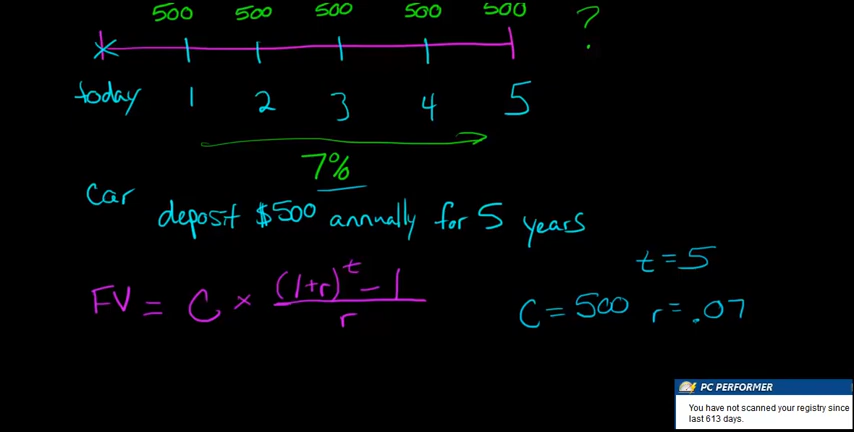 500 500 500 500 500 ?
today 1 2 3 4 5
7%
Car
deposit $500 annually for 5 years
t = 5
FV = C × (1+r)^t - 1 / r
C = 500 r = .07
PC PERFORMER
You have not scanned your registry since
last 613 days.